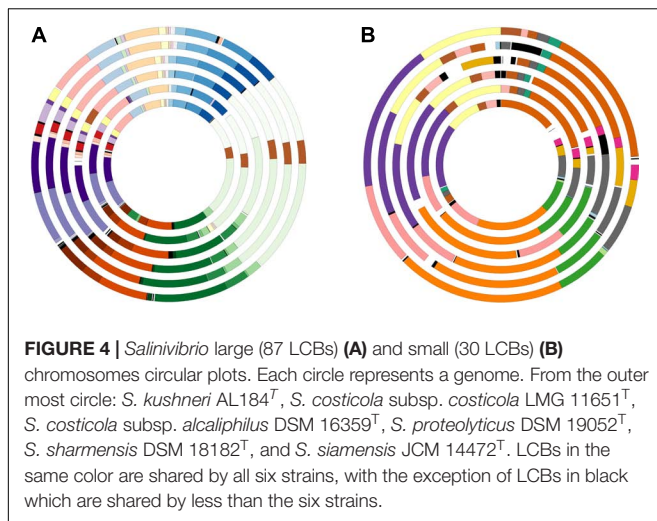 A
B
FIGURE 4 | Salinivibrio large (87 LCBs) (A) and small (30 LCBs) (B)
chromosomes circular plots. Each circle represents a genome. From the outer
most circle: S. kushneri AL184ᵀ, S. costicola subsp. costicola LMG 11651ᵀ,
S. costicola subsp. alcaliphilus DSM 16359ᵀ, S. proteolyticus DSM 19052ᵀ,
S. sharmensis DSM 18182ᵀ, and S. siamensis JCM 14472ᵀ. LCBs in the
same color are shared by all six strains, with the exception of LCBs in black
which are shared by less than the six strains.